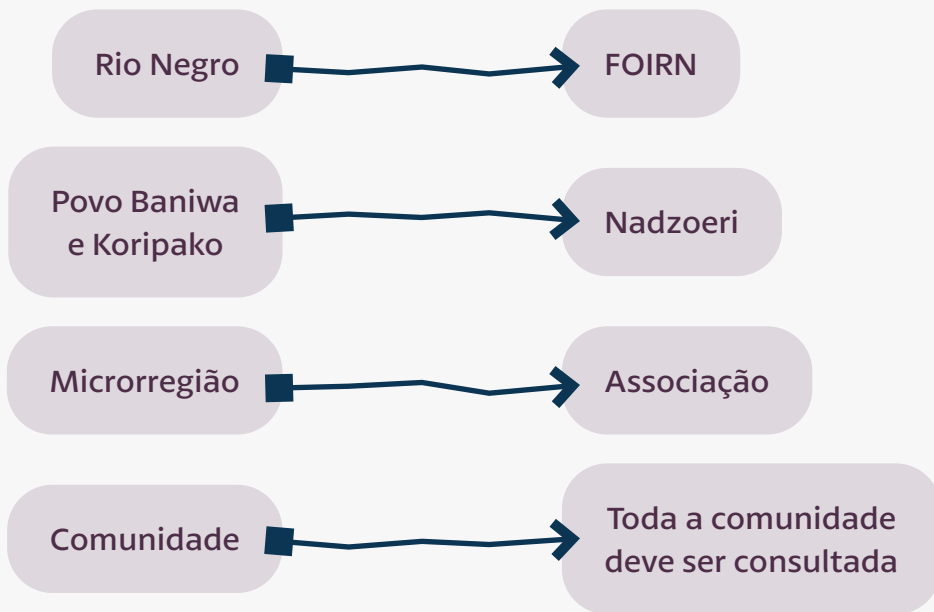 Rio Negro
FOIRN
Povo Baniwa
e Koripako
Nadzoeri
Microrregião
Associação
Comunidade
Toda a comunidade
deve ser consultada